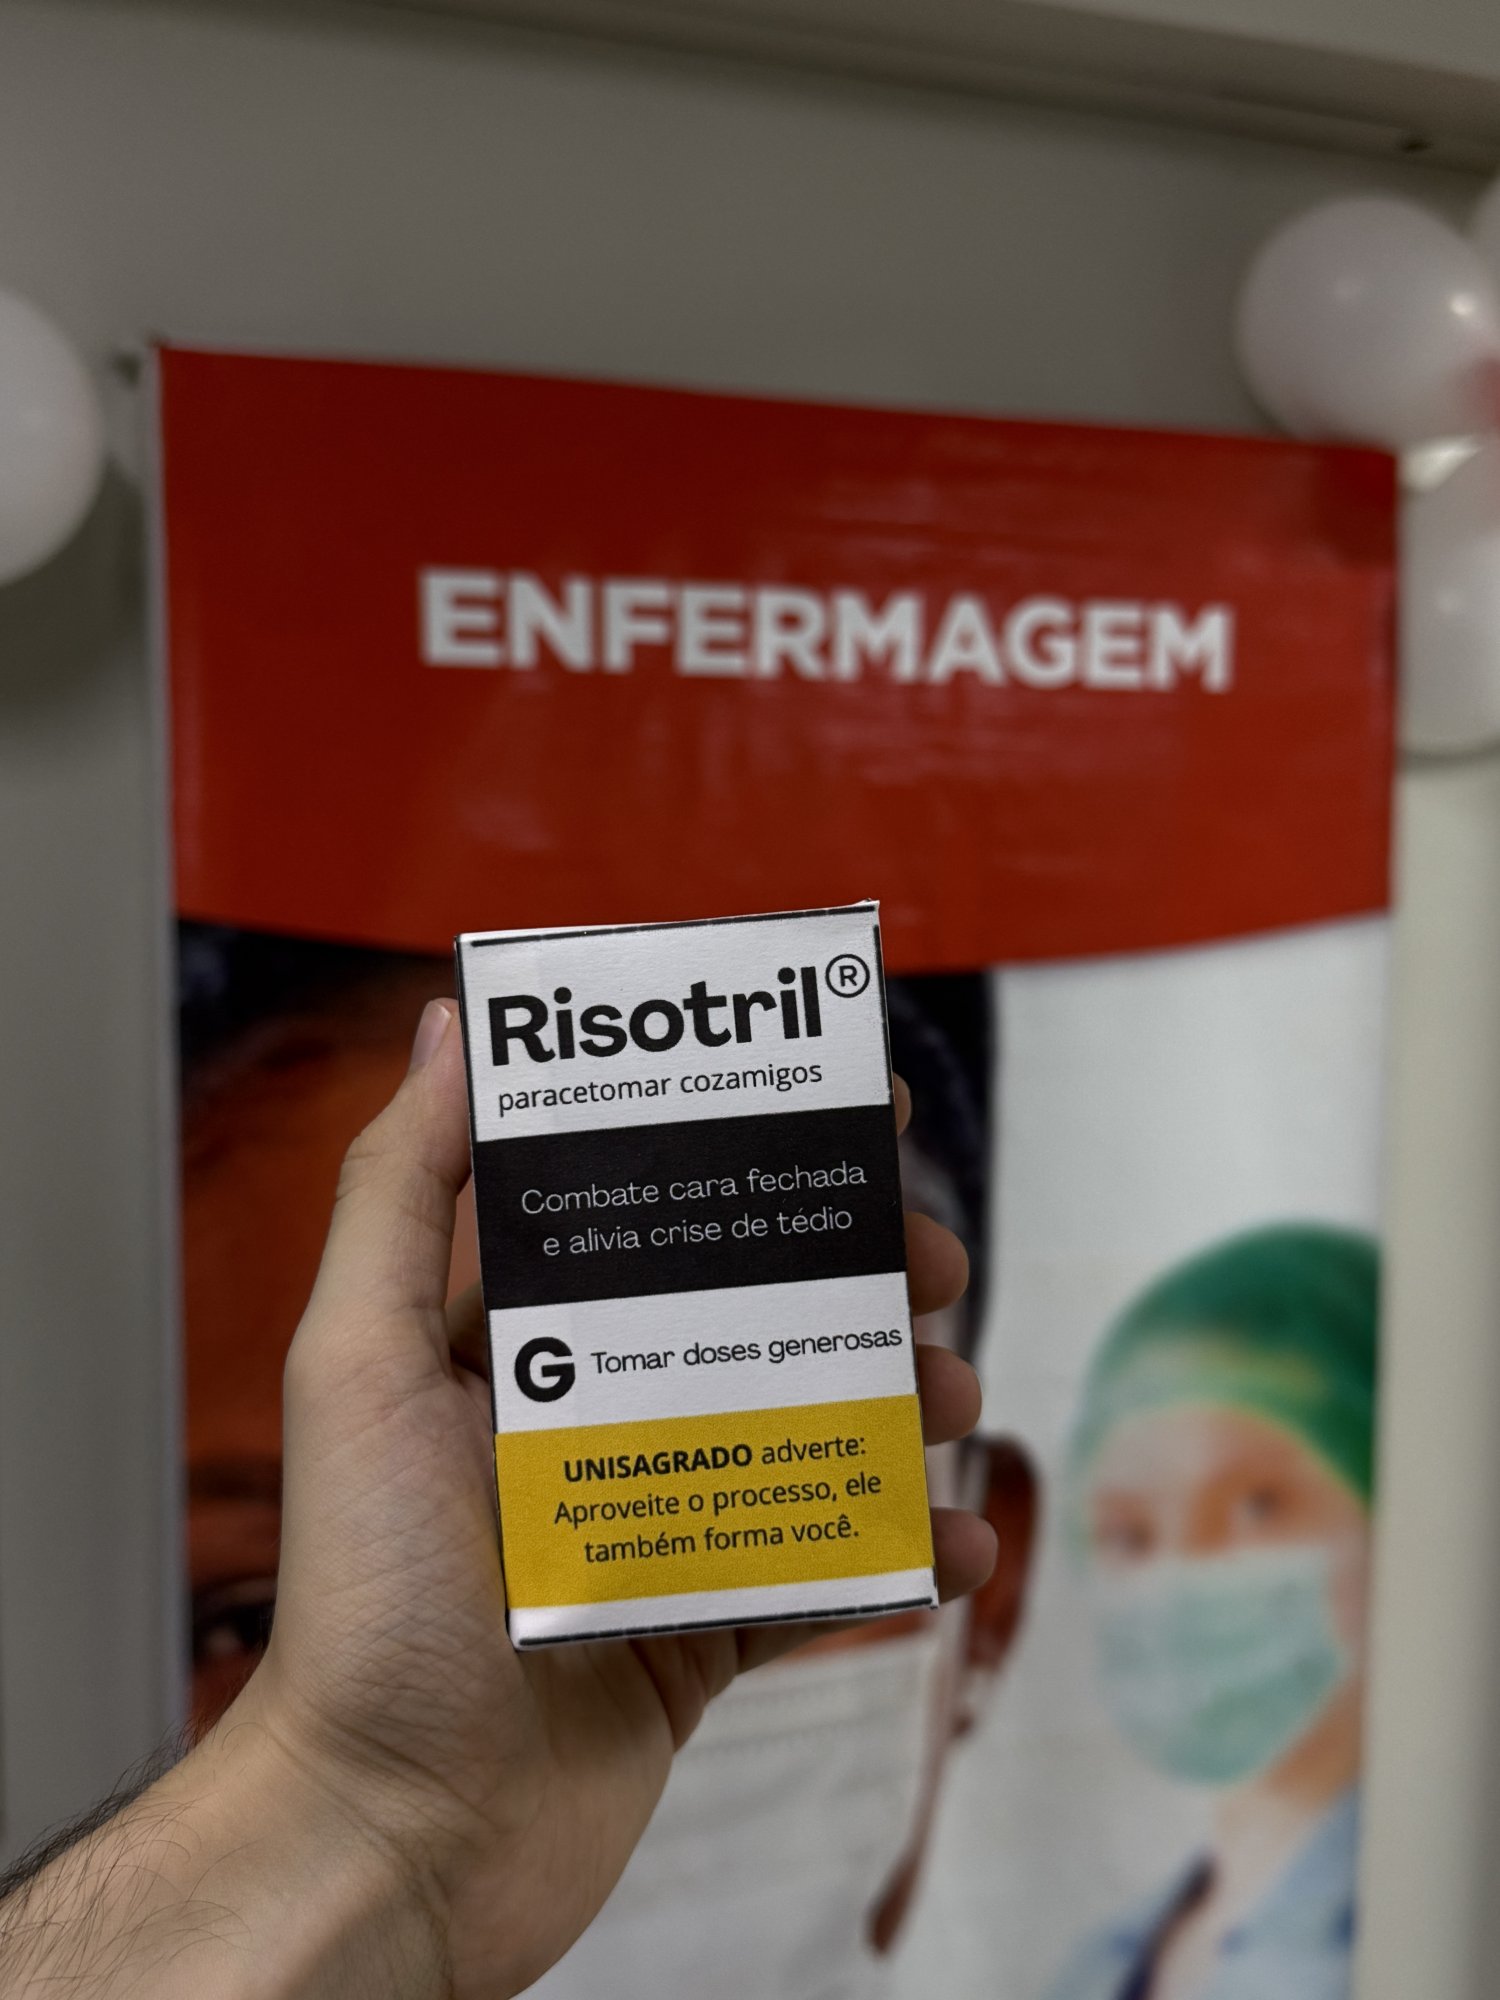 ENFERMAGEM
Risotril®
paracetomar cozamigos
Combate cara fechada
e alivia crise de tédio
G Tomar doses generosas
UNISAGRADO adverte:
Aproveite o processo, ele
também forma você.